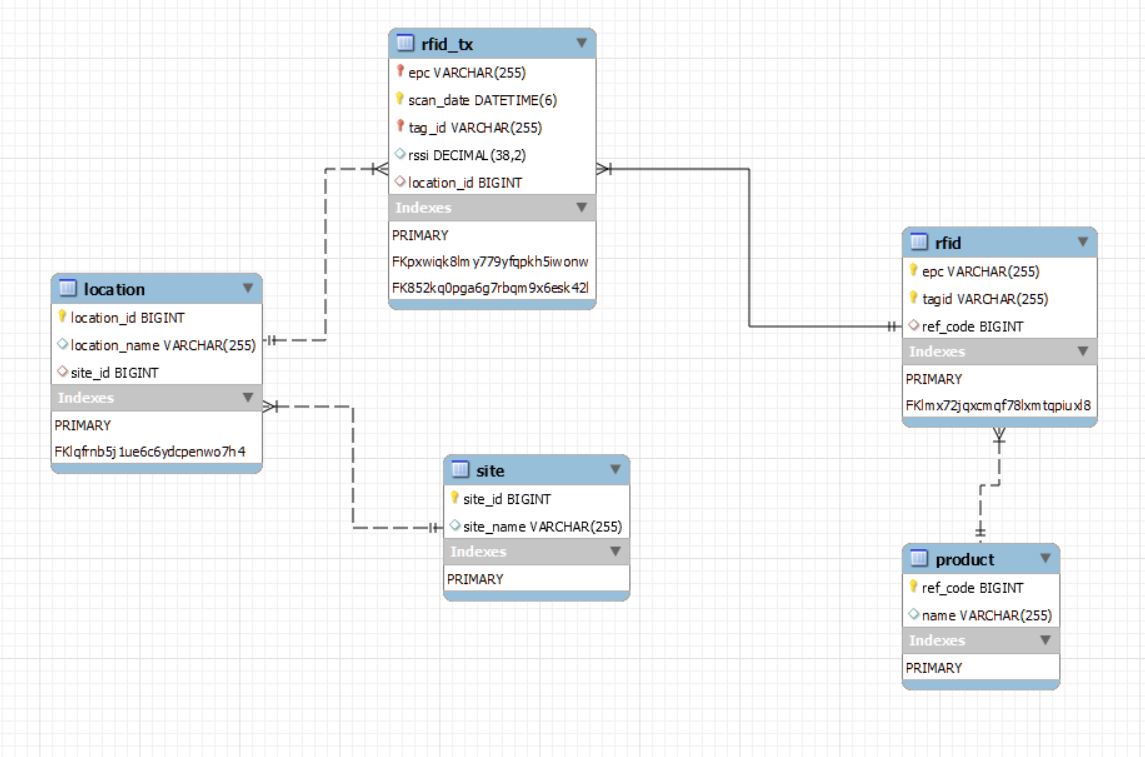 rfid_tx
epc VARCHAR(255)
scan_date DATETIME(6)
tag_id VARCHAR(255)
rssi DECIMAL(38,2)
location_id BIGINT
Indexes
PRIMARY
FKpxwiqk8lmy779yfqpkh5iwonw
FK852kq0pga6g7rbqm9x6esk42l
location
location_id BIGINT
location_name VARCHAR(255)
site_id BIGINT
Indexes
PRIMARY
FKlqfrnb5j1ue6c6ydcpenwo7h4
site
site_id BIGINT
site_name VARCHAR(255)
Indexes
PRIMARY
rfid
epc VARCHAR(255)
tagid VARCHAR(255)
ref_code BIGINT
Indexes
PRIMARY
FKlmx72jqxcmqf78lxmtqpiuxl8
product
ref_code BIGINT
name VARCHAR(255)
Indexes
PRIMARY